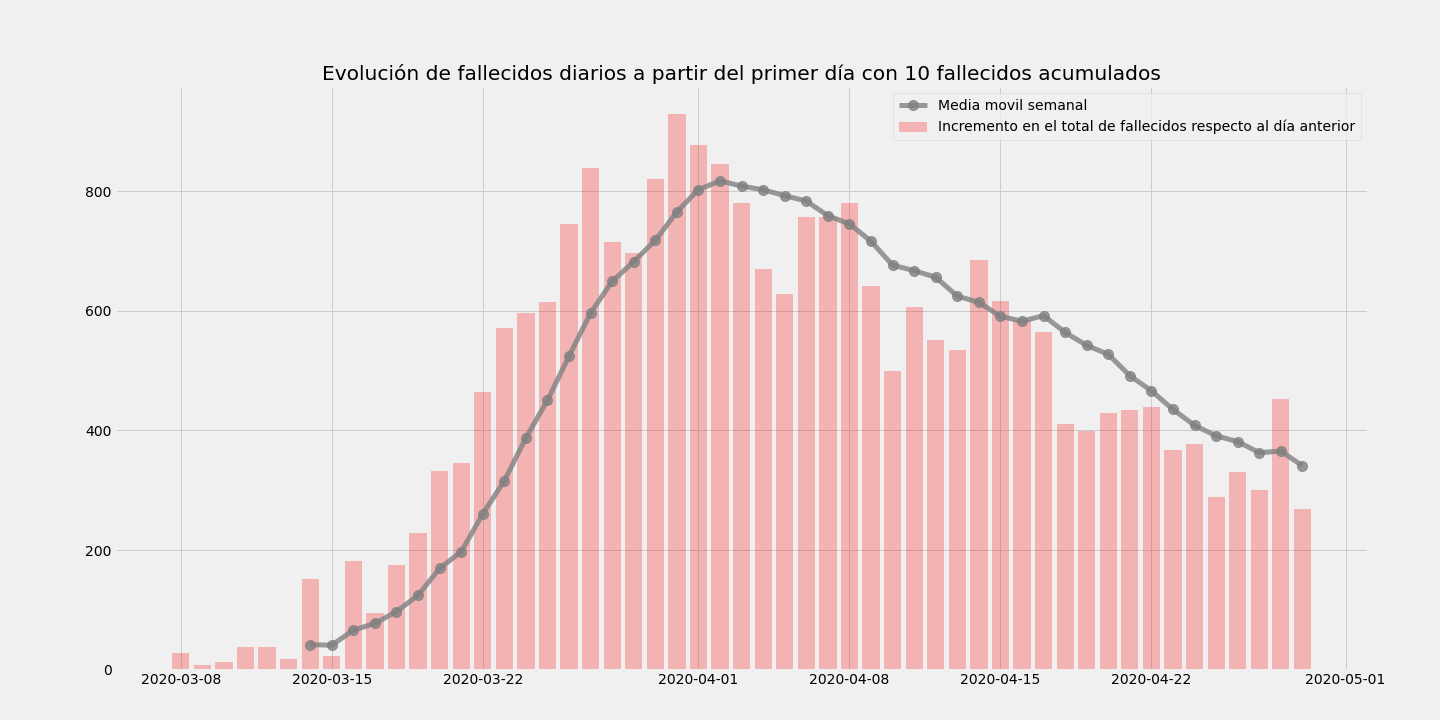 Evolución de fallecidos diarios a partir del primer día con 10 fallecidos acumulados
Media movil semanal
Incremento en el total de fallecidos respecto al día anterior
800
600
400
200
0
2020-03-08 2020-03-15 2020-03-22 2020-04-01 2020-04-08 2020-04-15 2020-04-22 2020-05-01